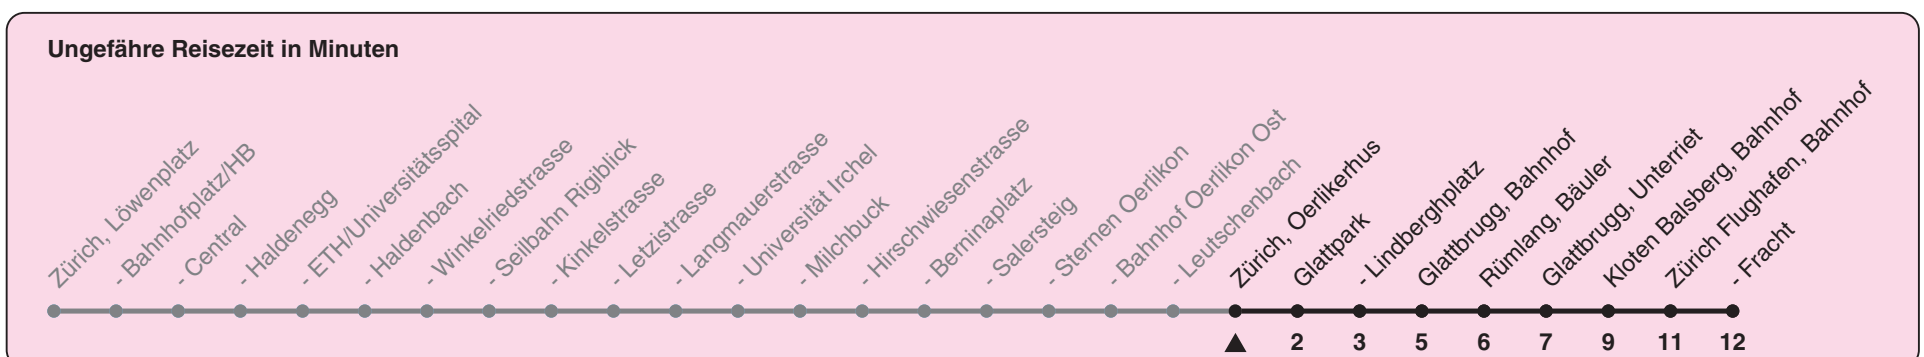 Ungefähre Reisezeit in Minuten
Zürich, Löwenplatz
- Bahnhofplatz/HB
- Central
- Haldenegg
- ETH/Universitätsspital
- Haldenbach
- Winkelriedstrasse
- Seilbahn Rigiblick
- Kinkelstrasse
- Letzistrasse
- Langmauerstrasse
- Universität Irchel
- Milchbuck
- Hirschwiesenstrasse
- Berninaplatz
- Salersteig
- Sternen Oerlikon
- Bahnhof Oerlikon Ost
- Leutschenbach
Zürich, Oerlikerhus
Glattpark
- Lindberghplatz
Glattbrugg, Bahnhof
Rümlang, Bäuler
Glattbrugg, Unterriet
Kloten Balsberg, Bahnhof
Zürich Flughafen, Bahnhof
- Fracht
2 3 5 6 7 9 11 12